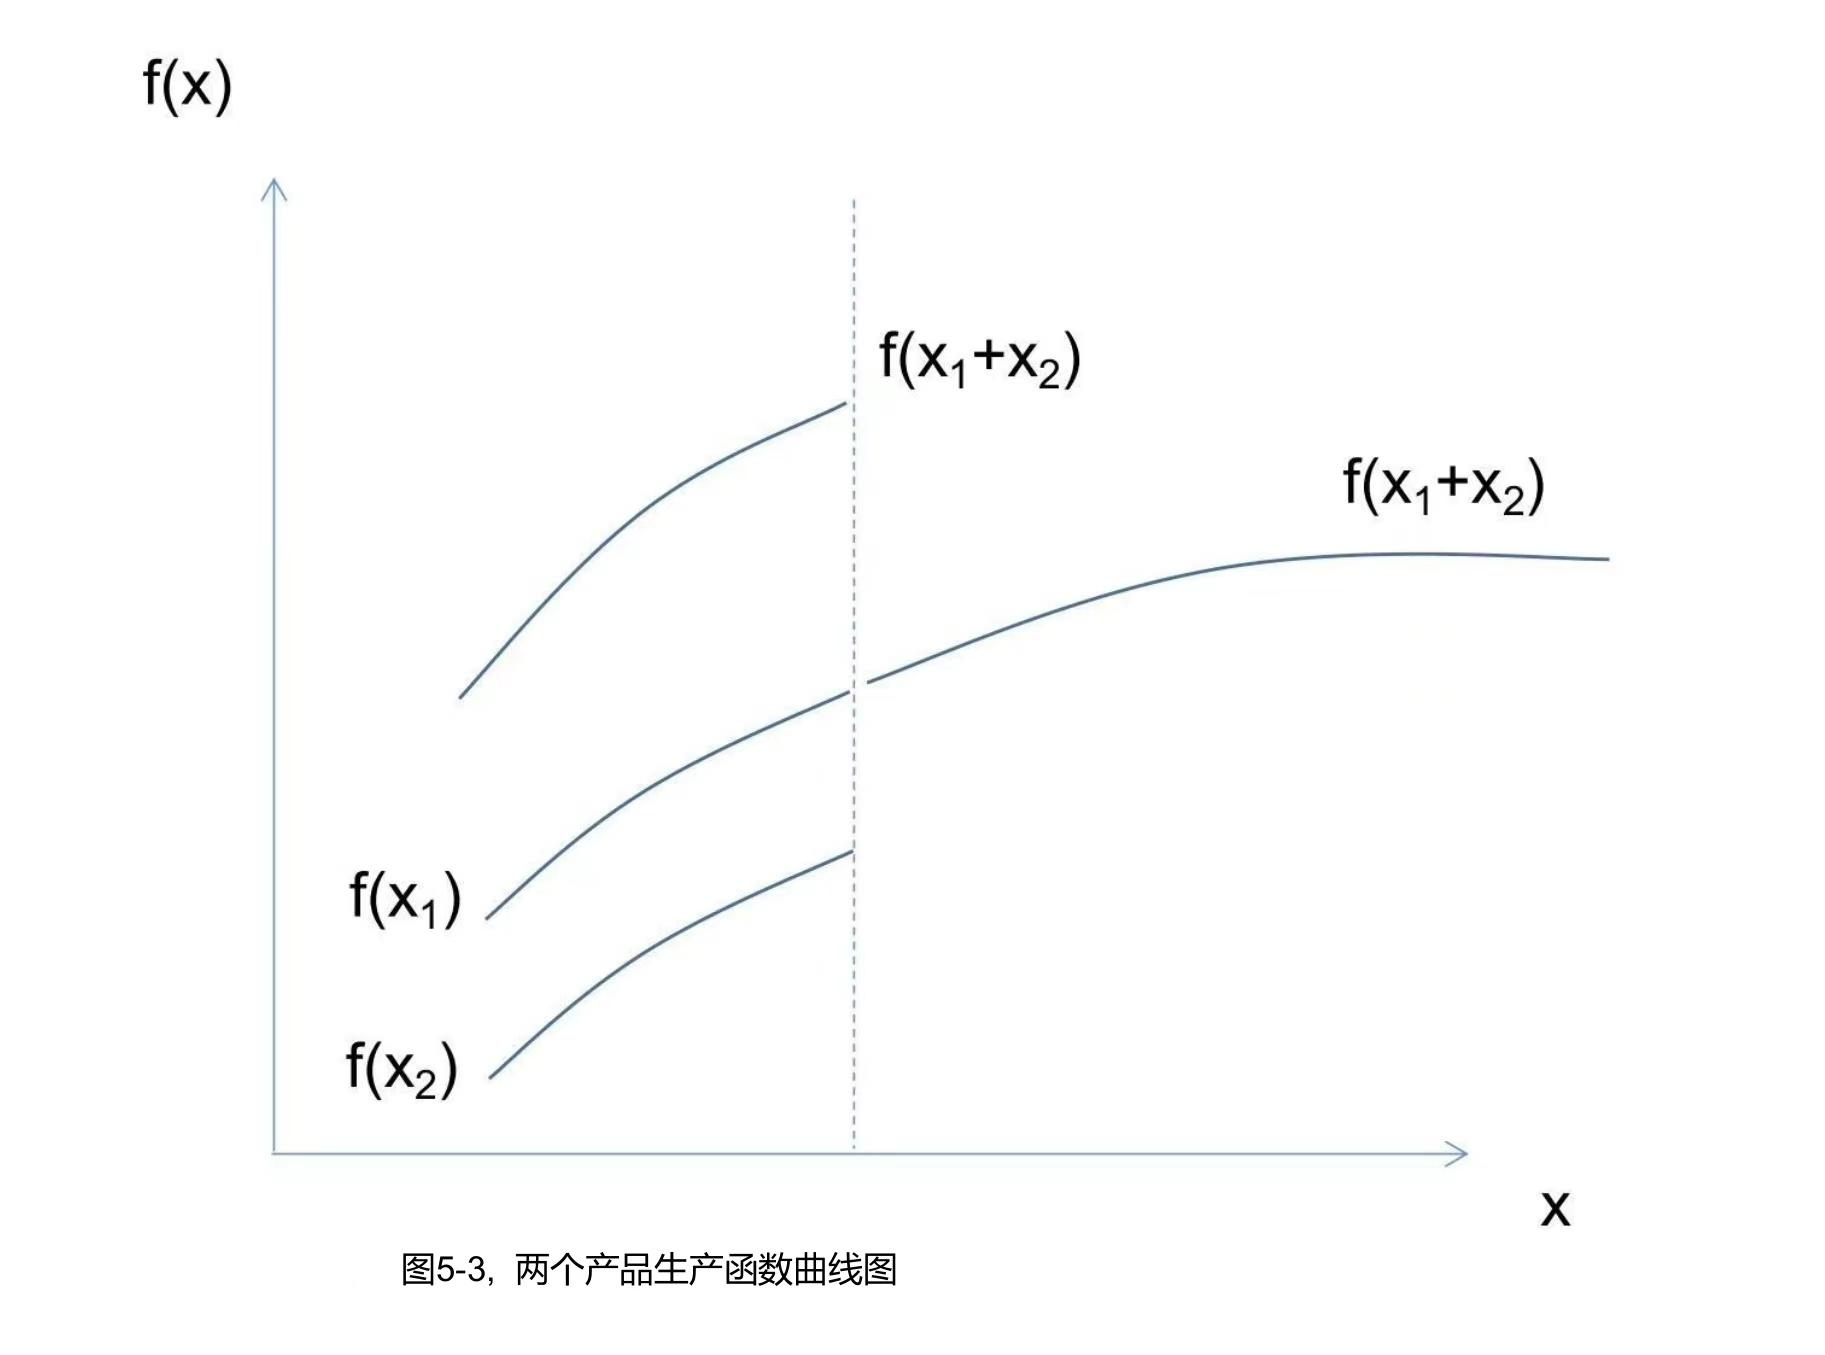 f(x)
f(x₁+x₂)
f(x₁+x₂)
f(x₁)
f(x₂)
x
图5-3, 两个产品生产函数曲线图